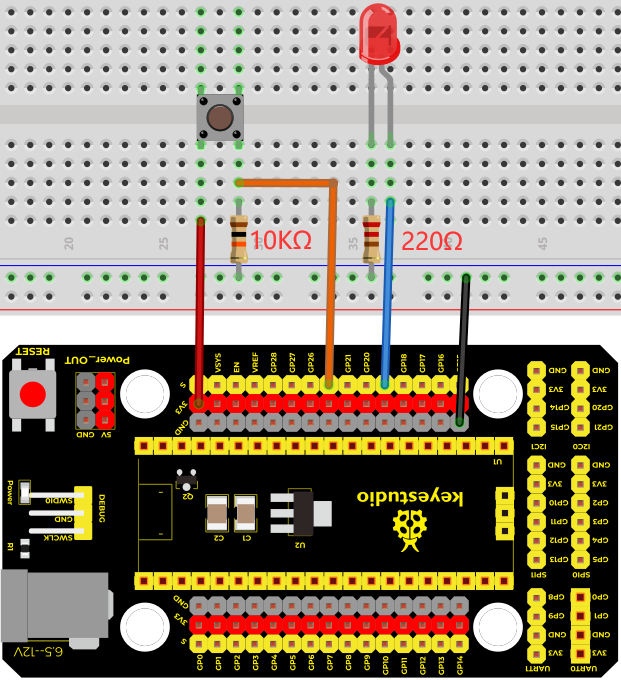 10KΩ
220Ω
20
25
35
45
RESET
Power_OUT
GND
5V
VSYS
EN
VREF
GP28
GP27
GP26
GP21
GP20
GP18
GP17
GP16
S
3V3
GND
U1
GND
3V3
GP14
GP15
I2C1
GND
3V3
GP20
GP21
I2C0
Power
SWDIO
GND
SWCLK
DEBUG
R1
Q2
C2
C1
U2
keyestudio
GND
3V3
GP10
GP11
GP12
GP13
SPI1
GND
3V3
GP2
GP3
GP4
GP5
SPI0
GND
3V3
S
GP0
GP1
GP2
GP3
GP4
GP5
GP6
GP7
GP8
GP9
GP10
GP11
GP12
GP13
GP14
GP8
GP9
GND
3V3
UART1
GP0
GP1
GND
3V3
UART0
6.5--12V